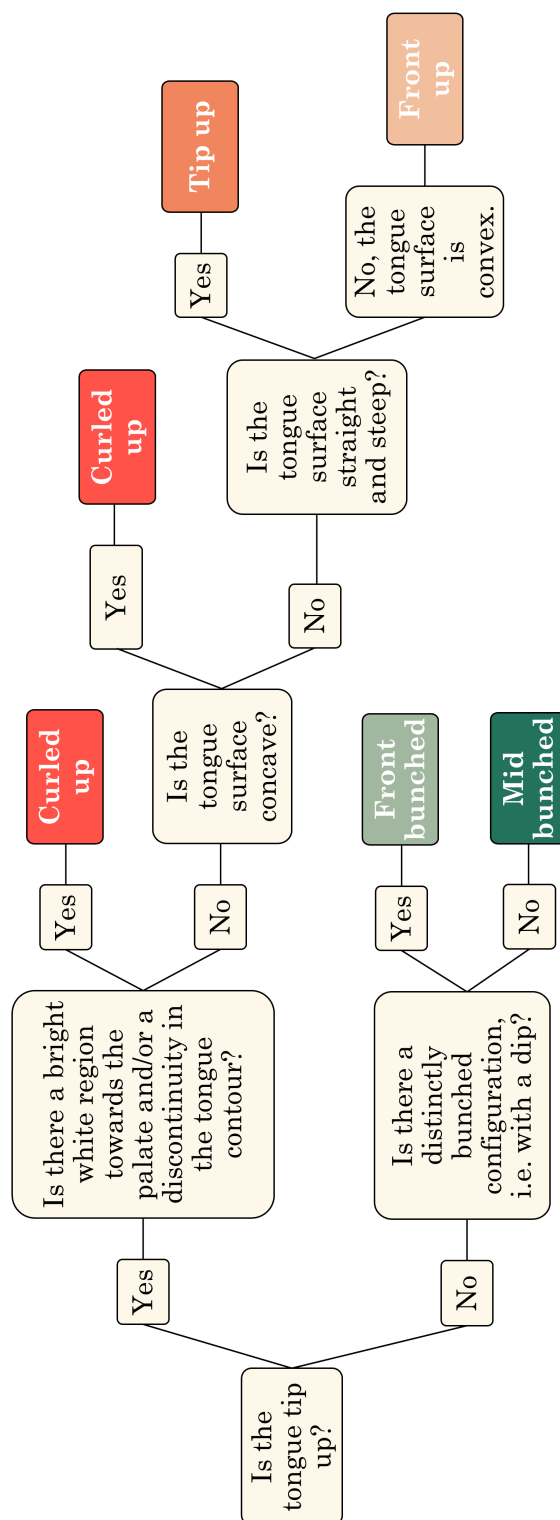 Is the
tongue tip
up?
Yes
Is there a bright
white region
towards the
palate and/or a
discontinuity in
the tongue
contour?
Yes
Curled
up
No
Is the
tongue
surface
concave?
Yes
Curled
up
No
Is the
tongue
surface
straight
and steep?
Yes
Tip up
No, the
tongue
surface
is
convex.
Front
up
No
Is there a
distinctly
bunched
configuration,
i.e. with a dip?
Yes
Front
bunched
No
Mid
bunched